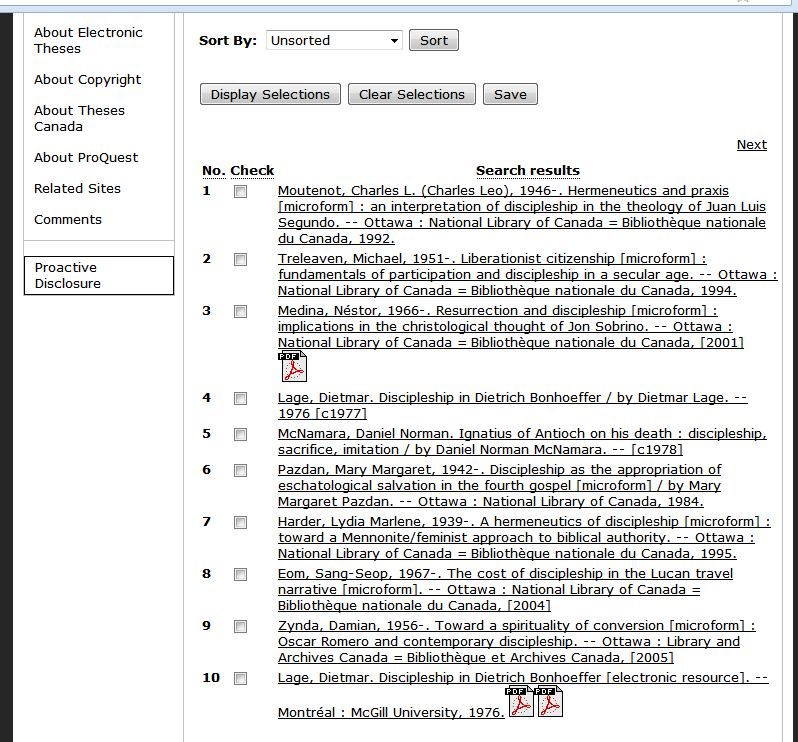 About Electronic
Theses
About Copyright
About Theses
Canada
About ProQuest
Related Sites
Comments
Proactive
Disclosure
Sort By: Unsorted Sort
Display Selections Clear Selections Save
Next
No. Check Search results
1 Moutenot, Charles L. (Charles Leo), 1946-. Hermeneutics and praxis
[microform] : an interpretation of discipleship in the theology of Juan Luis
Segundo. -- Ottawa : National Library of Canada = Bibliothèque nationale
du Canada, 1992.
2 Treleaven, Michael, 1951-. Liberationist citizenship [microform] :
fundamentals of participation and discipleship in a secular age. -- Ottawa :
National Library of Canada = Bibliothèque nationale du Canada, 1994.
3 Medina, Néstor, 1966-. Resurrection and discipleship [microform] :
implications in the christological thought of Jon Sobrino. -- Ottawa :
National Library of Canada = Bibliothèque nationale du Canada, [2001]
PDF
4 Lage, Dietmar. Discipleship in Dietrich Bonhoeffer / by Dietmar Lage. --
1976 [c1977]
5 McNamara, Daniel Norman. Ignatius of Antioch on his death : discipleship,
sacrifice, imitation / by Daniel Norman McNamara. -- [c1978]
6 Pazdan, Mary Margaret, 1942-. Discipleship as the appropriation of
eschatological salvation in the fourth gospel [microform] / by Mary
Margaret Pazdan. -- Ottawa : National Library of Canada, 1984.
7 Harder, Lydia Marlene, 1939-. A hermeneutics of discipleship [microform] :
toward a Mennonite/feminist approach to biblical authority. -- Ottawa :
National Library of Canada = Bibliothèque nationale du Canada, 1995.
8 Eom, Sang-Seop, 1967-. The cost of discipleship in the Lucan travel
narrative [microform]. -- Ottawa : National Library of Canada =
Bibliothèque nationale du Canada, [2004]
9 Zynda, Damian, 1956-. Toward a spirituality of conversion [microform] :
Oscar Romero and contemporary discipleship. -- Ottawa : Library and
Archives Canada = Bibliothèque et Archives Canada, [2005]
10 Lage, Dietmar. Discipleship in Dietrich Bonhoeffer [electronic resource]. --
Montréal : McGill University, 1976. PDF PDF